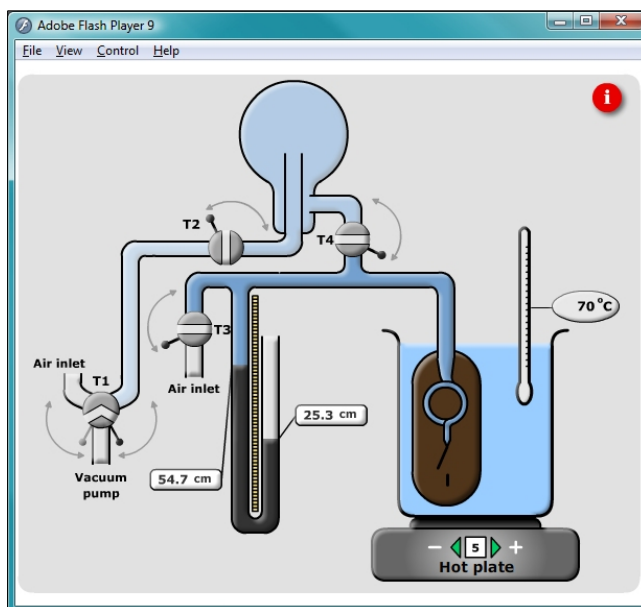 Adobe Flash Player 9
File View Control Help
i
T2
T4
70 °C
T3
Air inlet
Air inlet
T1
25.3 cm
54.7 cm
Vacuum
pump
− 5 +
Hot plate